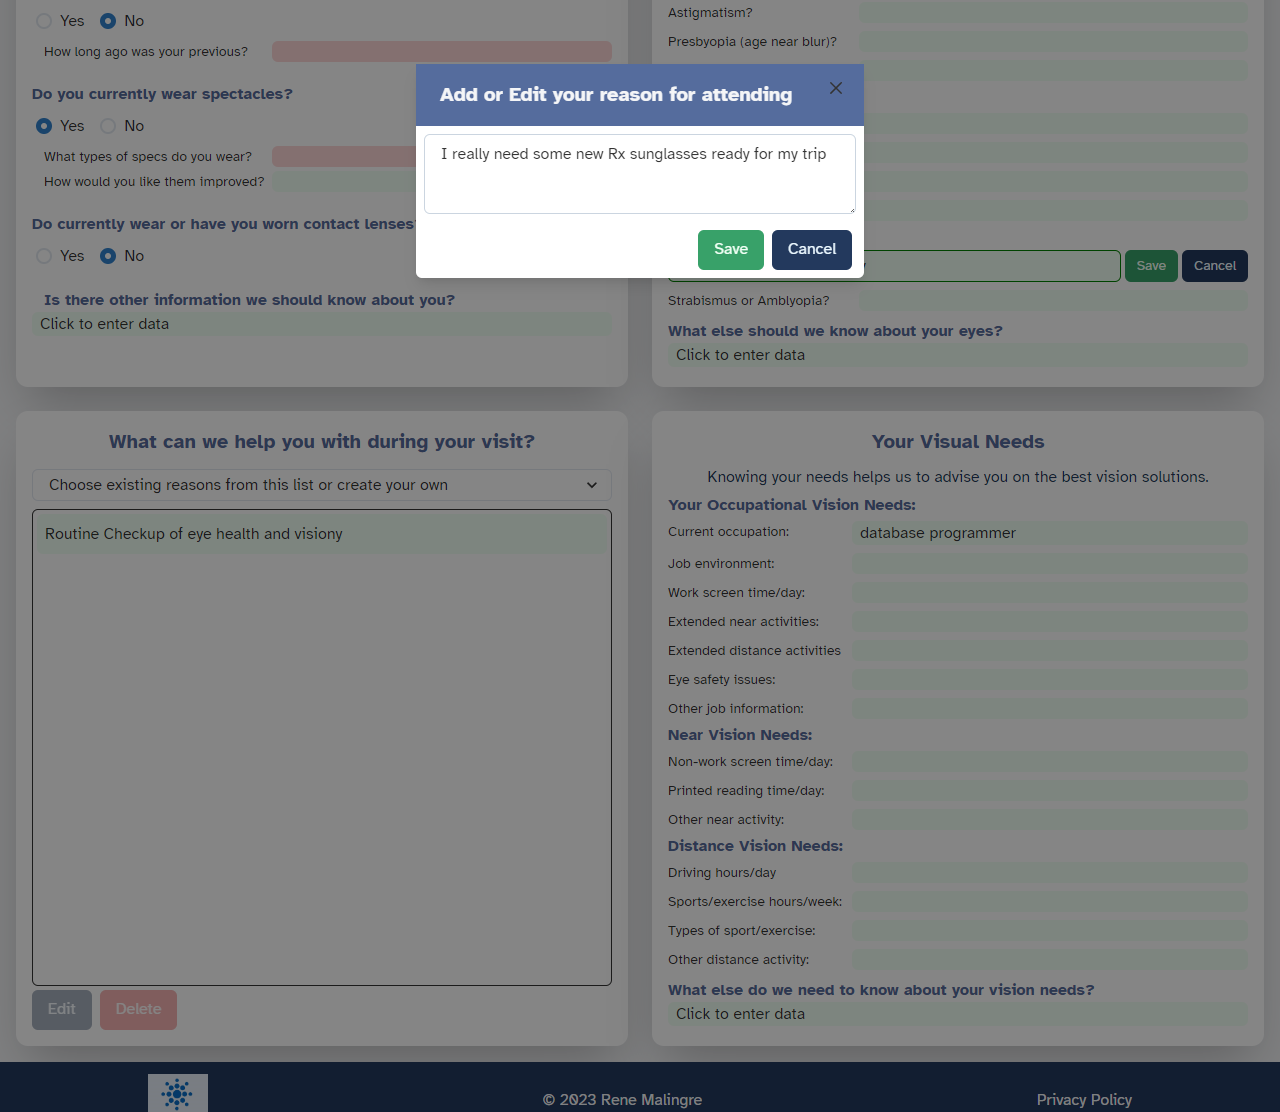 Yes No
How long ago was your previous?
Do you currently wear spectacles?
Yes No
What types of specs do you wear?
How would you like them improved?
Do currently wear or have you worn contact lenses
Yes No
Is there other information we should know about you?
Click to enter data
Astigmatism?
Presbyopia (age near blur)?
Add or Edit your reason for attending
I really need some new Rx sunglasses ready for my trip
Save Cancel
Save Cancel
Strabismus or Amblyopia?
What else should we know about your eyes?
Click to enter data
What can we help you with during your visit?
Choose existing reasons from this list or create your own
Routine Checkup of eye health and visiony
Edit Delete
Your Visual Needs
Knowing your needs helps us to advise you on the best vision solutions.
Your Occupational Vision Needs:
Current occupation: database programmer
Job environment:
Work screen time/day:
Extended near activities:
Extended distance activities
Eye safety issues:
Other job information:
Near Vision Needs:
Non-work screen time/day:
Printed reading time/day:
Other near activity:
Distance Vision Needs:
Driving hours/day
Sports/exercise hours/week:
Types of sport/exercise:
Other distance activity:
What else do we need to know about your vision needs?
Click to enter data
© 2023 Rene Malingre
Privacy Policy